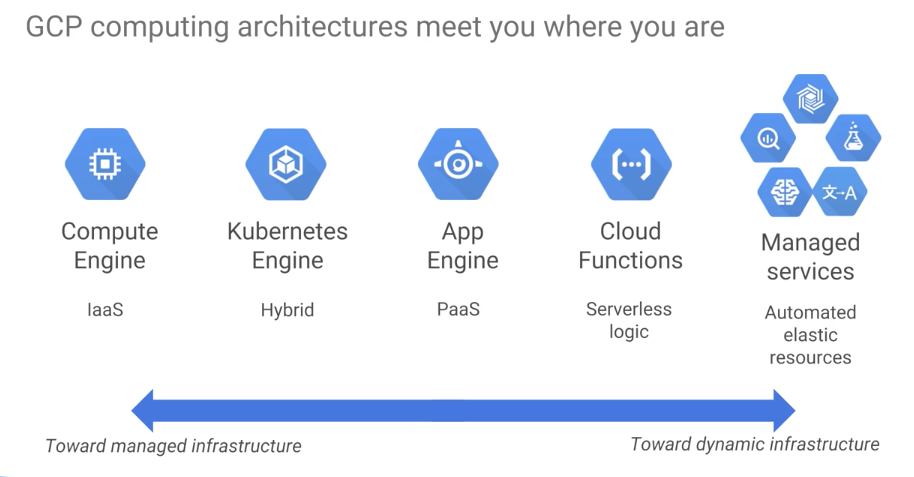 GCP computing architectures meet you where you are
文→A
Compute
Engine
Kubernetes
Engine
App
Engine
Cloud
Functions
Managed
services
IaaS
Hybrid
PaaS
Serverless
logic
Automated
elastic
resources
Toward managed infrastructure
Toward dynamic infrastructure